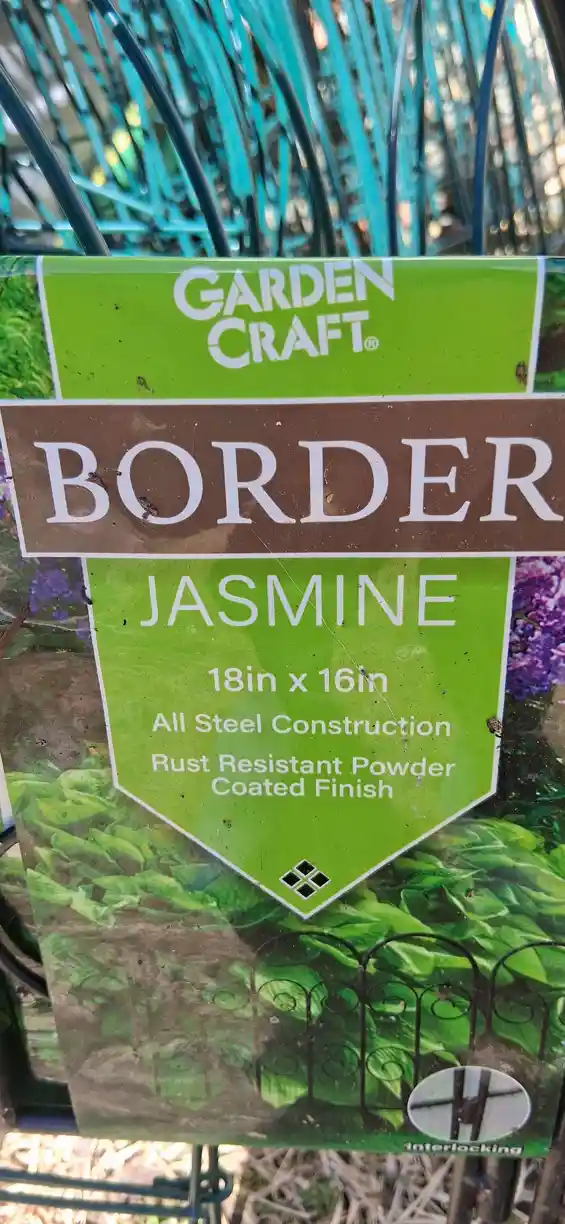 GARDEN
CRAFT®
BORDER
JASMINE
18in x 16in
All Steel Construction
Rust Resistant Powder
Coated Finish
Interlocking